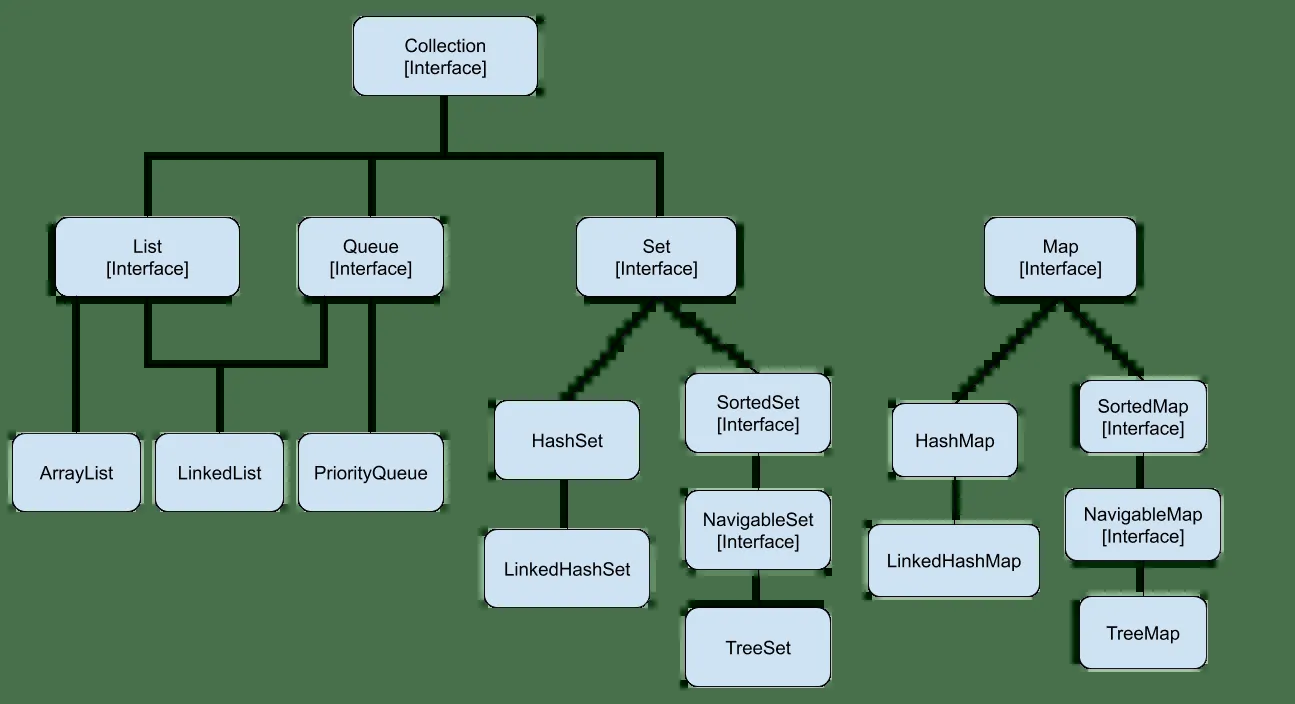 Collection
[Interface]
List
[Interface]
Queue
[Interface]
Set
[Interface]
Map
[Interface]
ArrayList
LinkedList
PriorityQueue
HashSet
SortedSet
[Interface]
HashMap
SortedMap
[Interface]
LinkedHashSet
NavigableSet
[Interface]
LinkedHashMap
NavigableMap
[Interface]
TreeSet
TreeMap